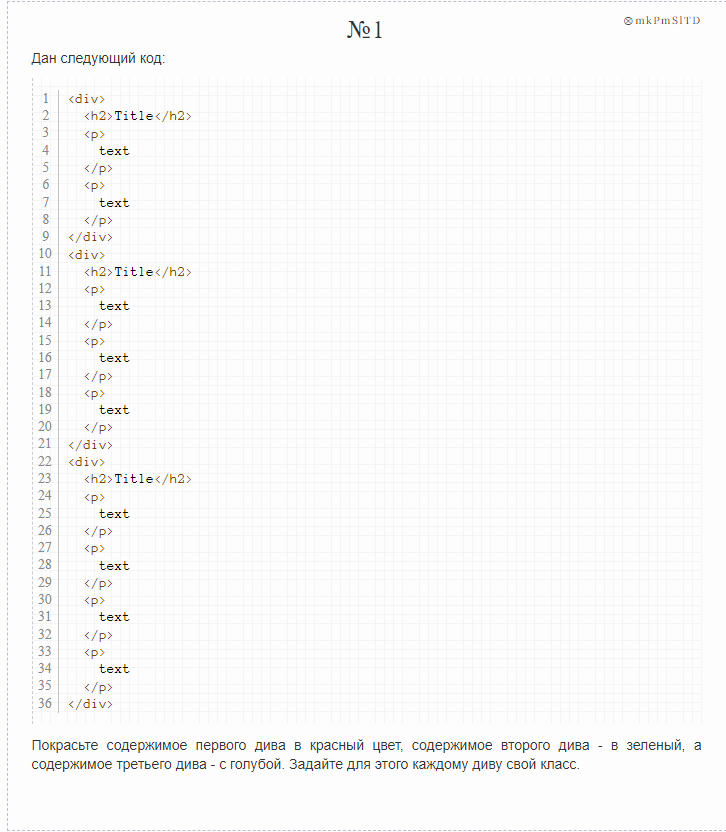 №1
⊗mkPmSlTD
Дан следующий код:
1 <div>
2 <h2>Title</h2>
3 <p>
4 text
5 </p>
6 <p>
7 text
8 </p>
9 </div>
10 <div>
11 <h2>Title</h2>
12 <p>
13 text
14 </p>
15 <p>
16 text
17 </p>
18 <p>
19 text
20 </p>
21 </div>
22 <div>
23 <h2>Title</h2>
24 <p>
25 text
26 </p>
27 <p>
28 text
29 </p>
30 <p>
31 text
32 </p>
33 <p>
34 text
35 </p>
36 </div>
Покрасьте содержимое первого дива в красный цвет, содержимое второго дива - в зеленый, а
содержимое третьего дива - с голубой. Задайте для этого каждому диву свой класс.